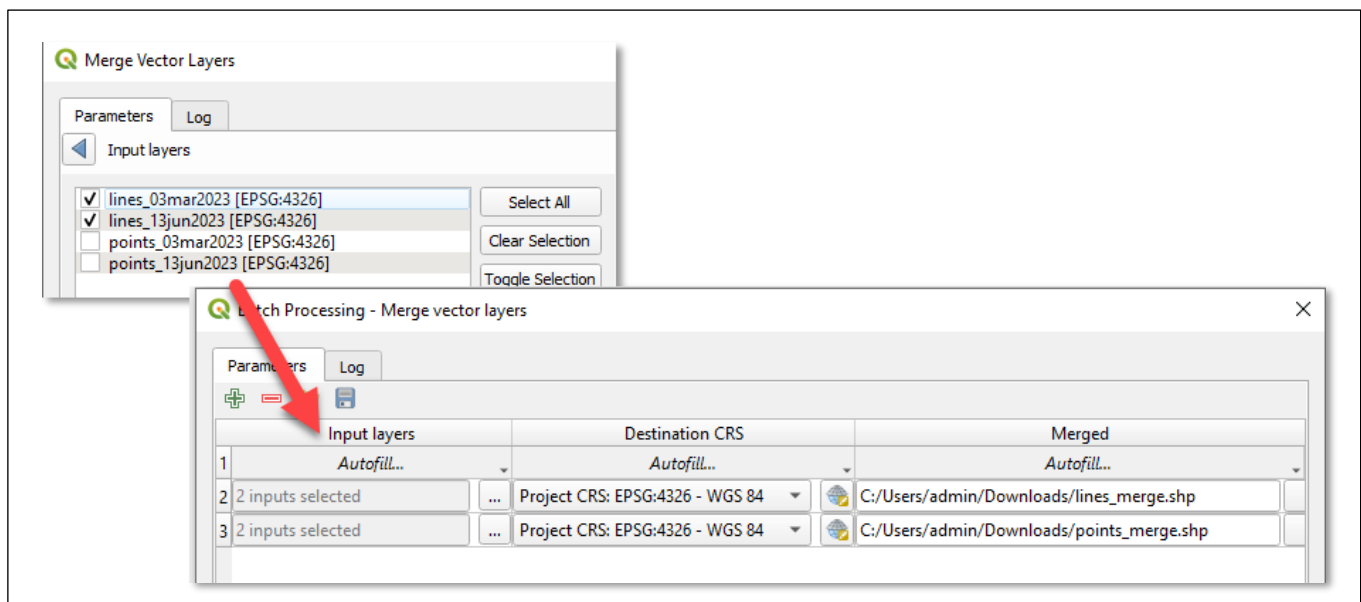 Merge Vector Layers
Parameters Log
Input layers
lines_03mar2023 [EPSG:4326]
lines_13jun2023 [EPSG:4326]
points_03mar2023 [EPSG:4326]
points_13jun2023 [EPSG:4326]
Select All
Clear Selection
Toggle Selection
Processing - Merge vector layers
Parameters Log
Input layers Destination CRS Merged
1 Autofill... Autofill... Autofill...
2 2 inputs selected ... Project CRS: EPSG:4326 - WGS 84 C:/Users/admin/Downloads/lines_merge.shp
3 2 inputs selected ... Project CRS: EPSG:4326 - WGS 84 C:/Users/admin/Downloads/points_merge.shp